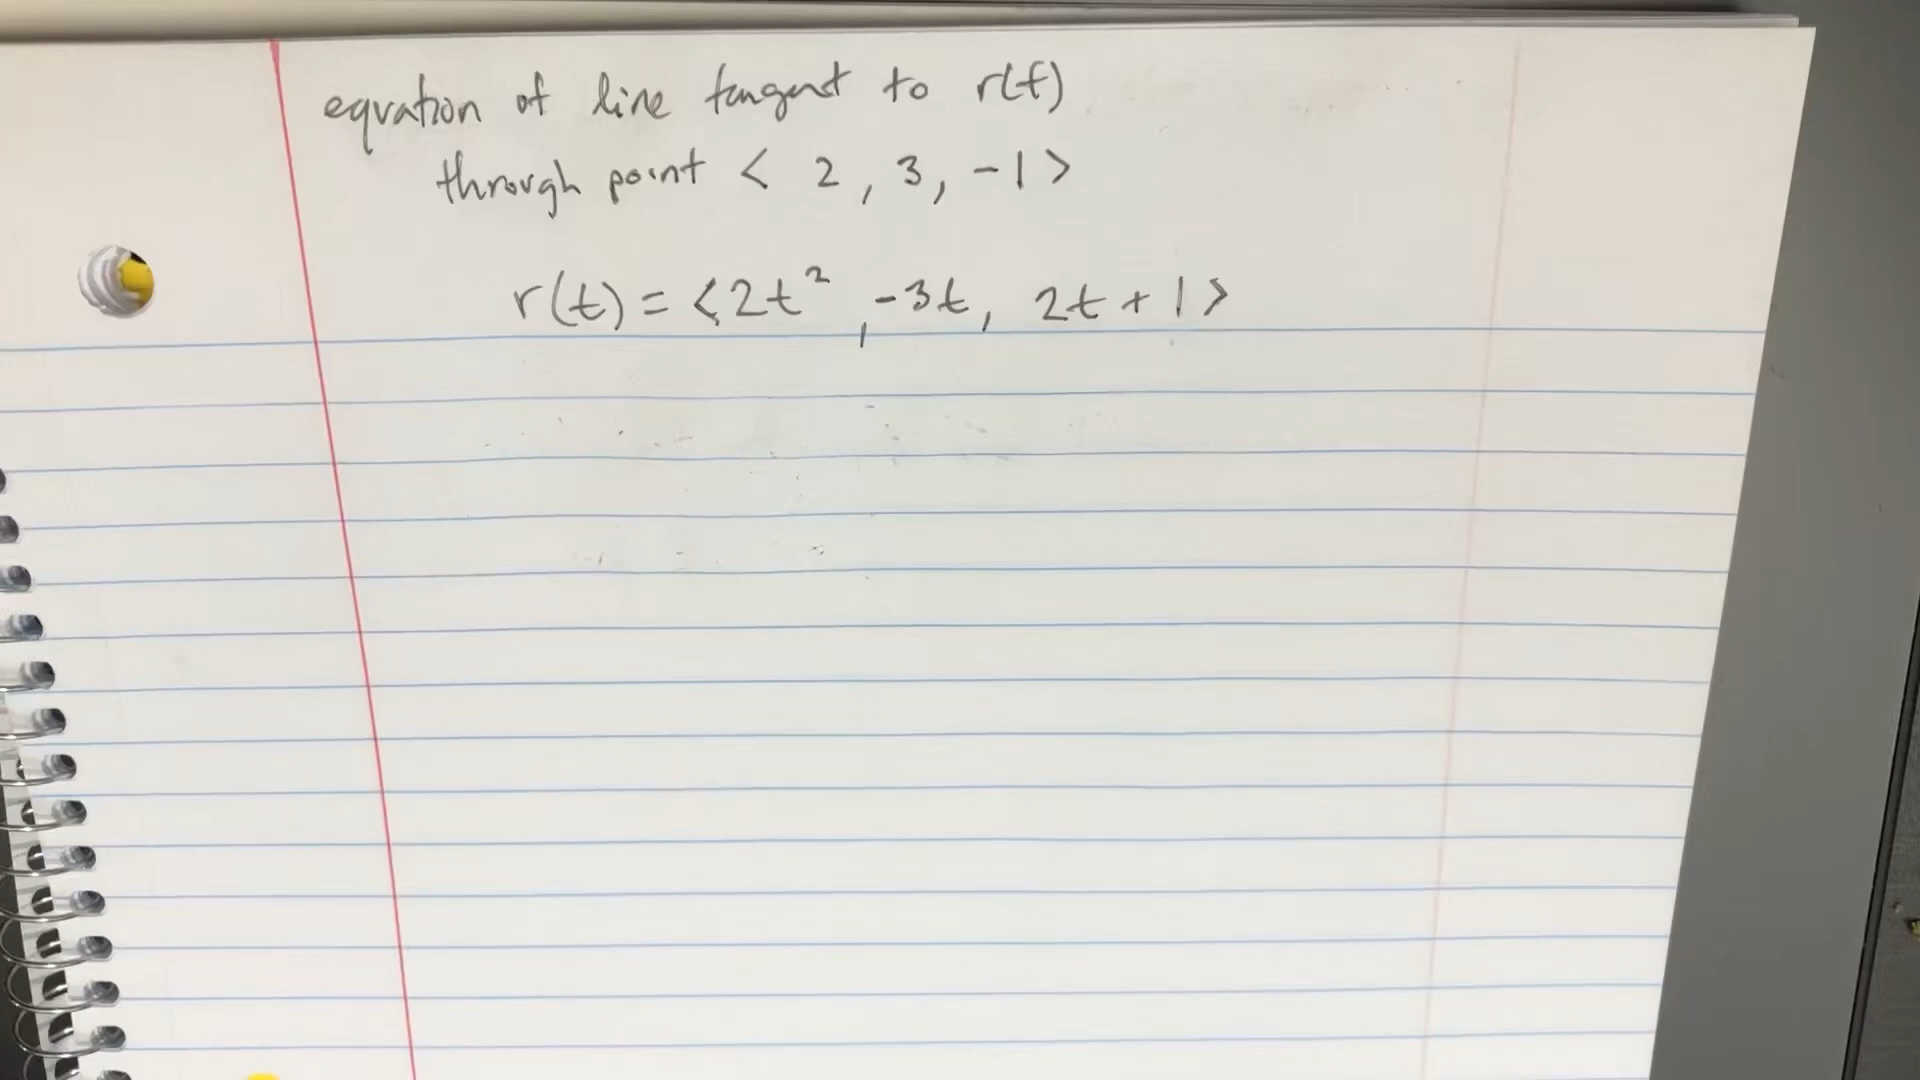 equation of line tangent to r(t)
through point < 2, 3, -1 >
r(t) = <2t², -3t, 2t + 1>